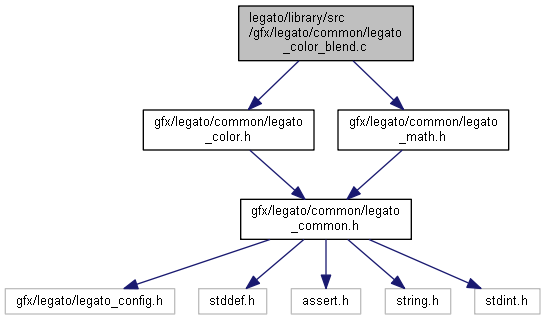 legato/library/src
/gfx/legato/common/legato
_color_blend.c
gfx/legato/common/legato
_color.h
gfx/legato/common/legato
_math.h
gfx/legato/common/legato
_common.h
gfx/legato/legato_config.h
stddef.h
assert.h
string.h
stdint.h